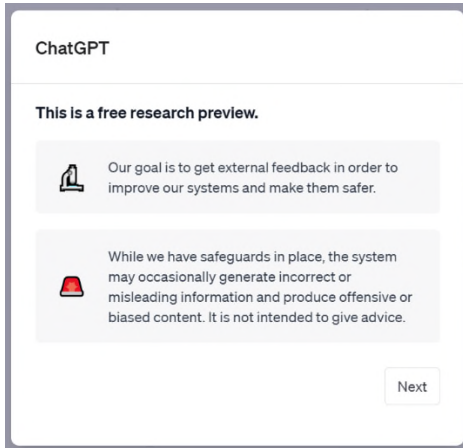 ChatGPT
This is a free research preview.
Our goal is to get external feedback in order to
improve our systems and make them safer.
While we have safeguards in place, the system
may occasionally generate incorrect or
misleading information and produce offensive or
biased content. It is not intended to give advice.
Next